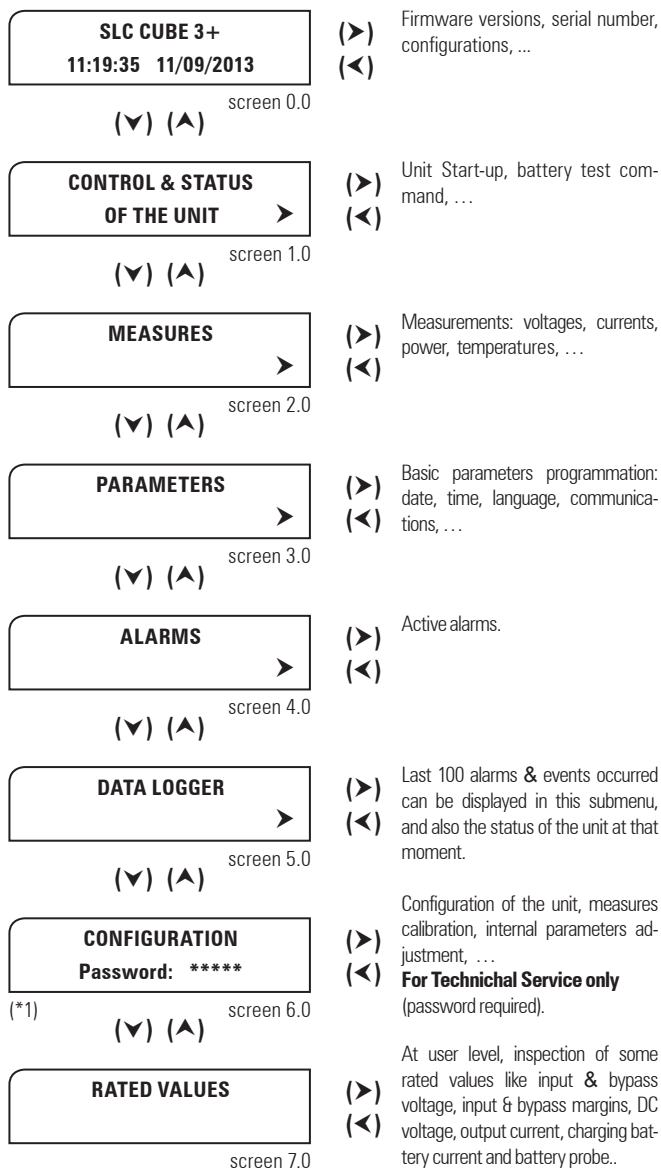 SLC CUBE 3+
11:19:35 11/09/2013
screen 0.0
(⮟) (⮝)
(⮞)
(⮜)
Firmware versions, serial number,
configurations, ...
CONTROL & STATUS
OF THE UNIT ⮞
screen 1.0
(⮟) (⮝)
(⮞)
(⮜)
Unit Start-up, battery test com-
mand, …
MEASURES
⮞
screen 2.0
(⮟) (⮝)
(⮞)
(⮜)
Measurements: voltages, currents,
power, temperatures, …
PARAMETERS
⮞
screen 3.0
(⮟) (⮝)
(⮞)
(⮜)
Basic parameters programmation:
date, time, language, communica-
tions, …
ALARMS
⮞
screen 4.0
(⮟) (⮝)
(⮞)
(⮜)
Active alarms.
DATA LOGGER
⮞
screen 5.0
(⮟) (⮝)
(⮞)
(⮜)
Last 100 alarms & events occurred
can be displayed in this submenu,
and also the status of the unit at that
moment.
CONFIGURATION
Password: *****
(*1)
screen 6.0
(⮟) (⮝)
(⮞)
(⮜)
Configuration of the unit, measures
calibration, internal parameters ad-
justment, …
For Technichal Service only
(password required).
RATED VALUES
screen 7.0
(⮞)
(⮜)
At user level, inspection of some
rated values like input & bypass
voltage, input & bypass margins, DC
voltage, output current, charging bat-
tery current and battery probe..